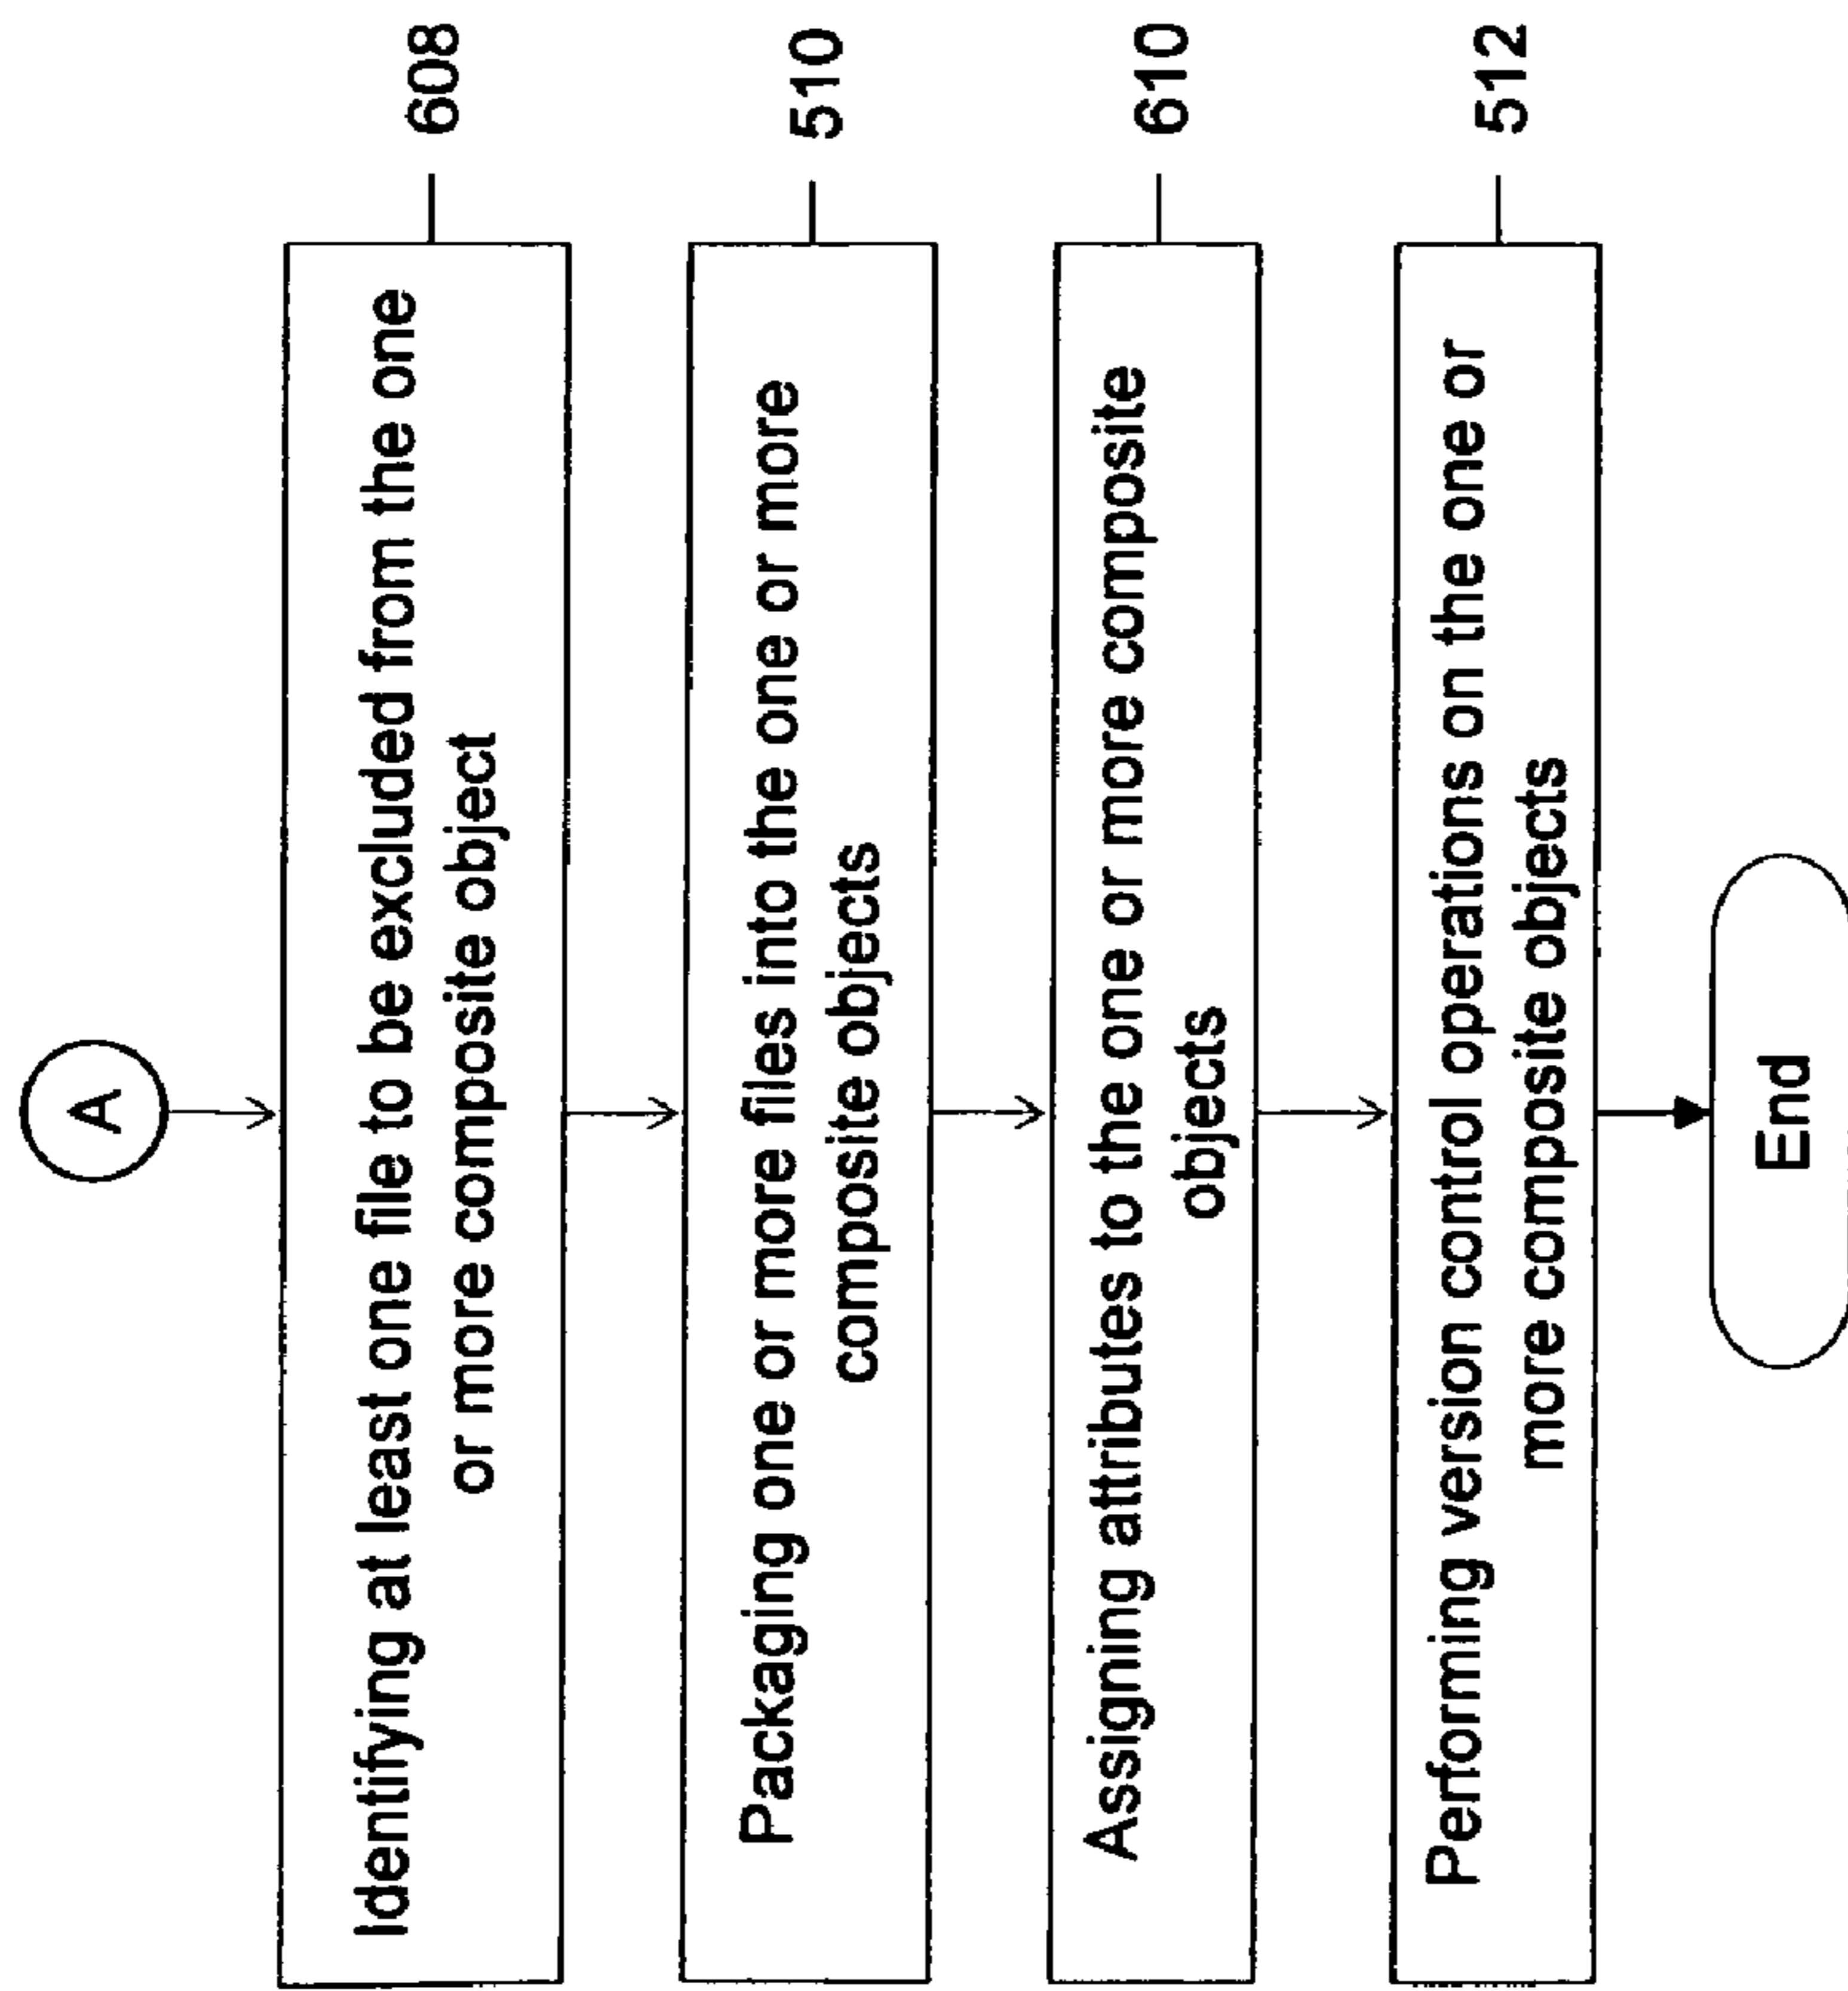 A
Identifying at least one file to be excluded from the one
or more composite object
608
Packaging one or more files into the one or more
composite objects
510
Assigning attributes to the one or more composite
objects
610
Performing version control operations on the one or
more composite objects
512
End